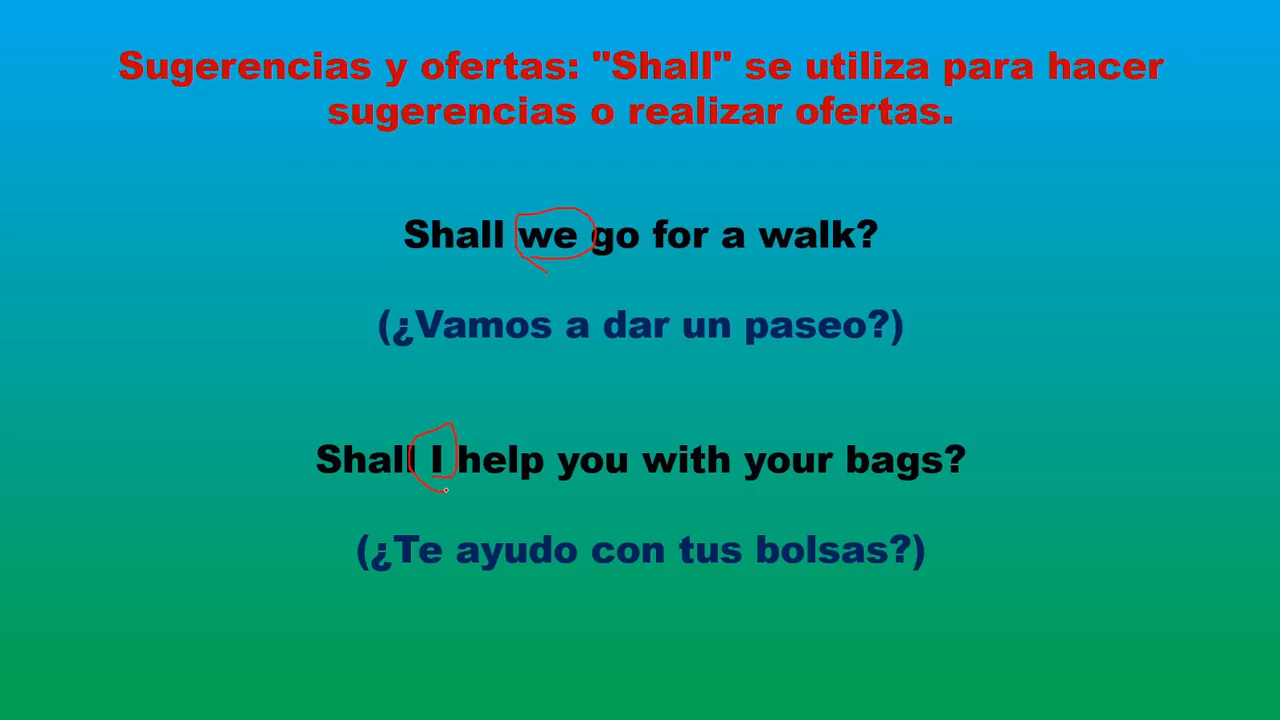 Sugerencias y ofertas: "Shall" se utiliza para hacer
sugerencias o realizar ofertas.
Shall we go for a walk?
(¿Vamos a dar un paseo?)
Shall I help you with your bags?
(¿Te ayudo con tus bolsas?)